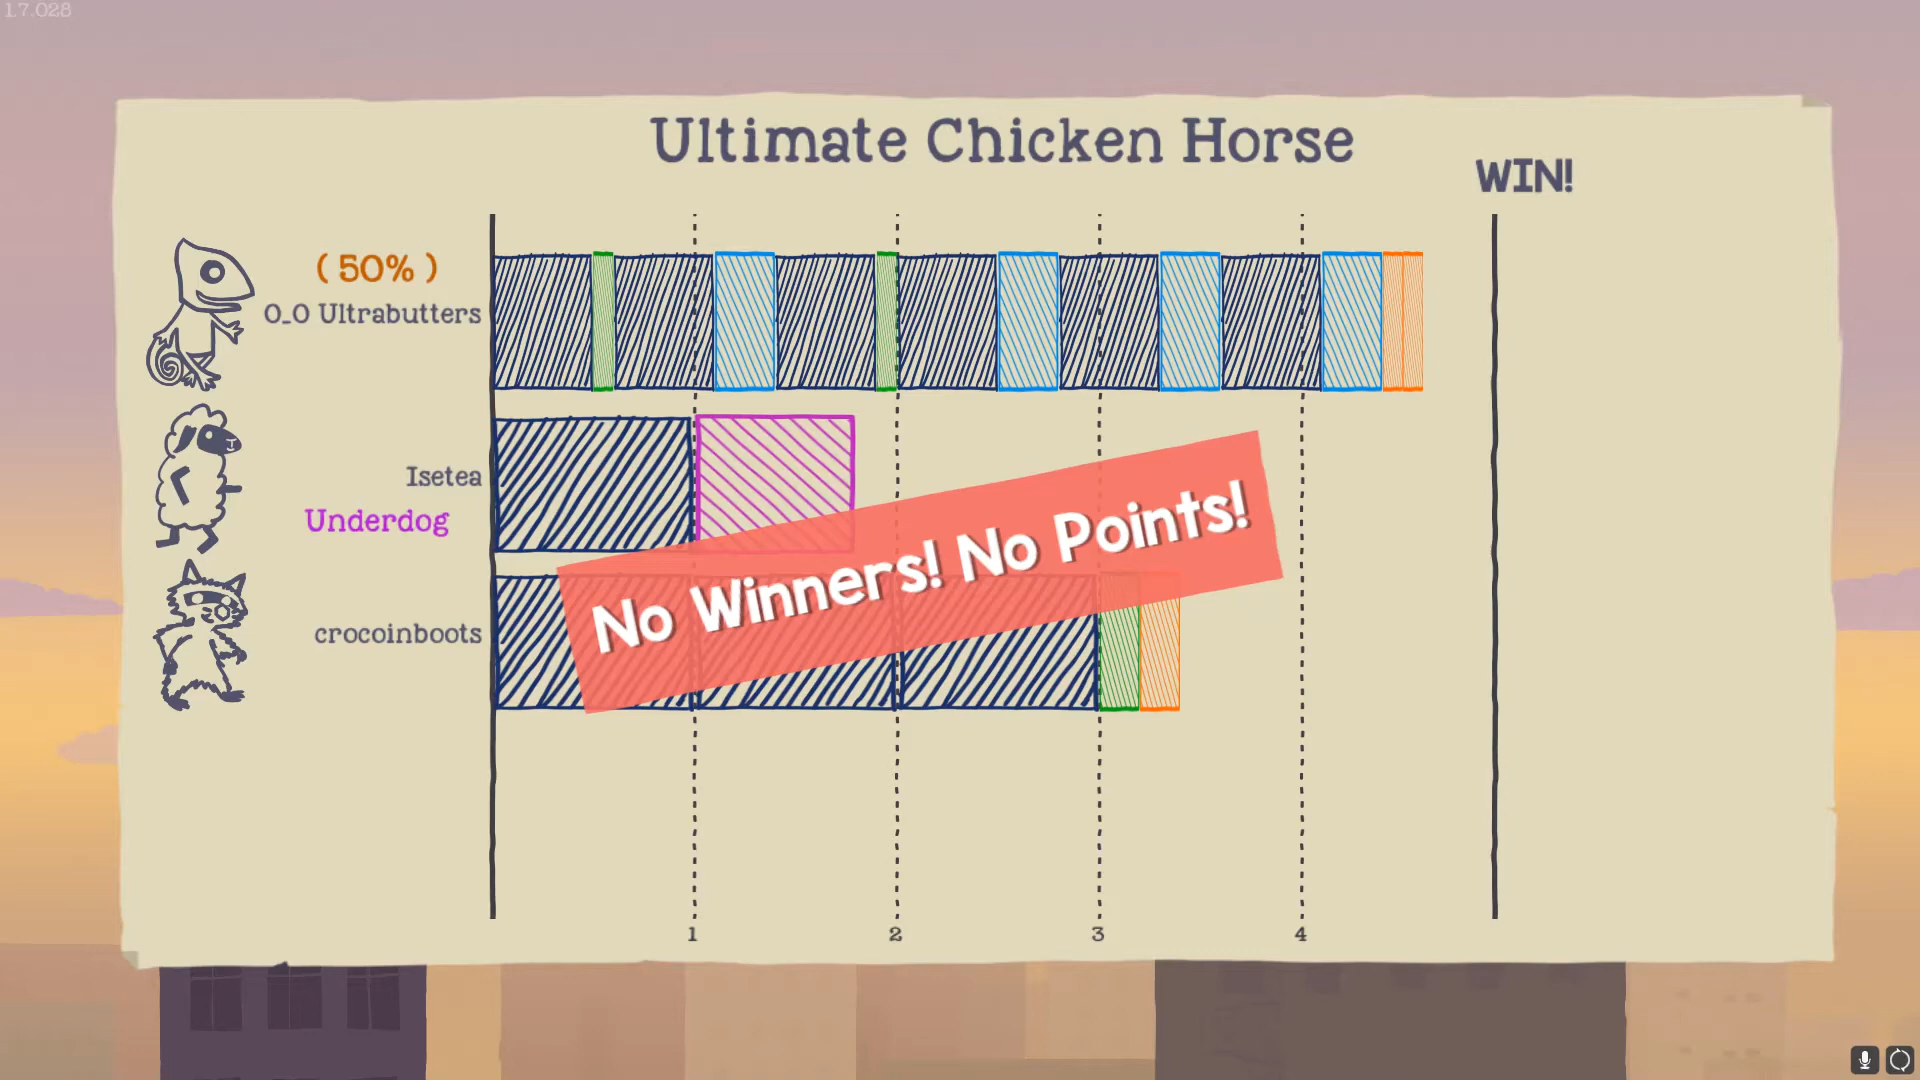 1.7.028
Ultimate Chicken Horse
WIN!
( 50% )
O_O Ultrabutters
Isetea
Underdog
No Winners! No Points!
crocoinboots
1 2 3 4